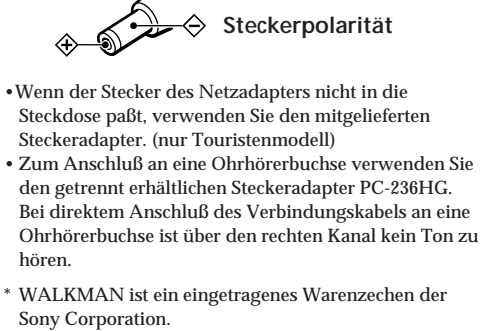 Steckerpolarität
•Wenn der Stecker des Netzadapters nicht in die
Steckdose paßt, verwenden Sie den mitgelieferten
Steckeradapter. (nur Touristenmodell)
• Zum Anschluß an eine Ohrhörerbuchse verwenden Sie
den getrennt erhältlichen Steckeradapter PC-236HG.
Bei direktem Anschluß des Verbindungskabels an eine
Ohrhörerbuchse ist über den rechten Kanal kein Ton zu
hören.
* WALKMAN ist ein eingetragenes Warenzechen der
Sony Corporation.